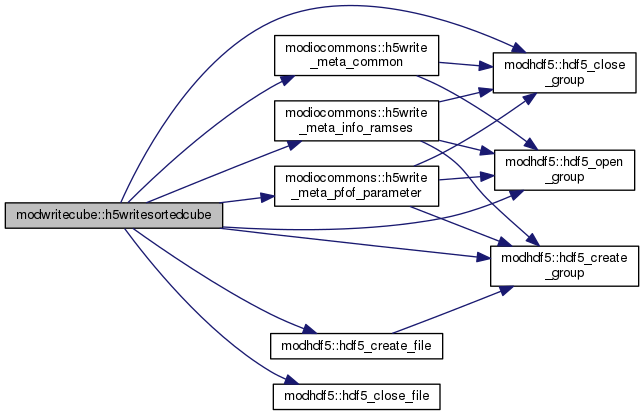 modiocommons::h5write
_meta_common
modhdf5::hdf5_close
_group
modiocommons::h5write
_meta_info_ramses
modhdf5::hdf5_open
_group
modiocommons::h5write
_meta_pfof_parameter
modwritecube::h5writesortedcube
modhdf5::hdf5_create
_group
modhdf5::hdf5_create_file
modhdf5::hdf5_close_file